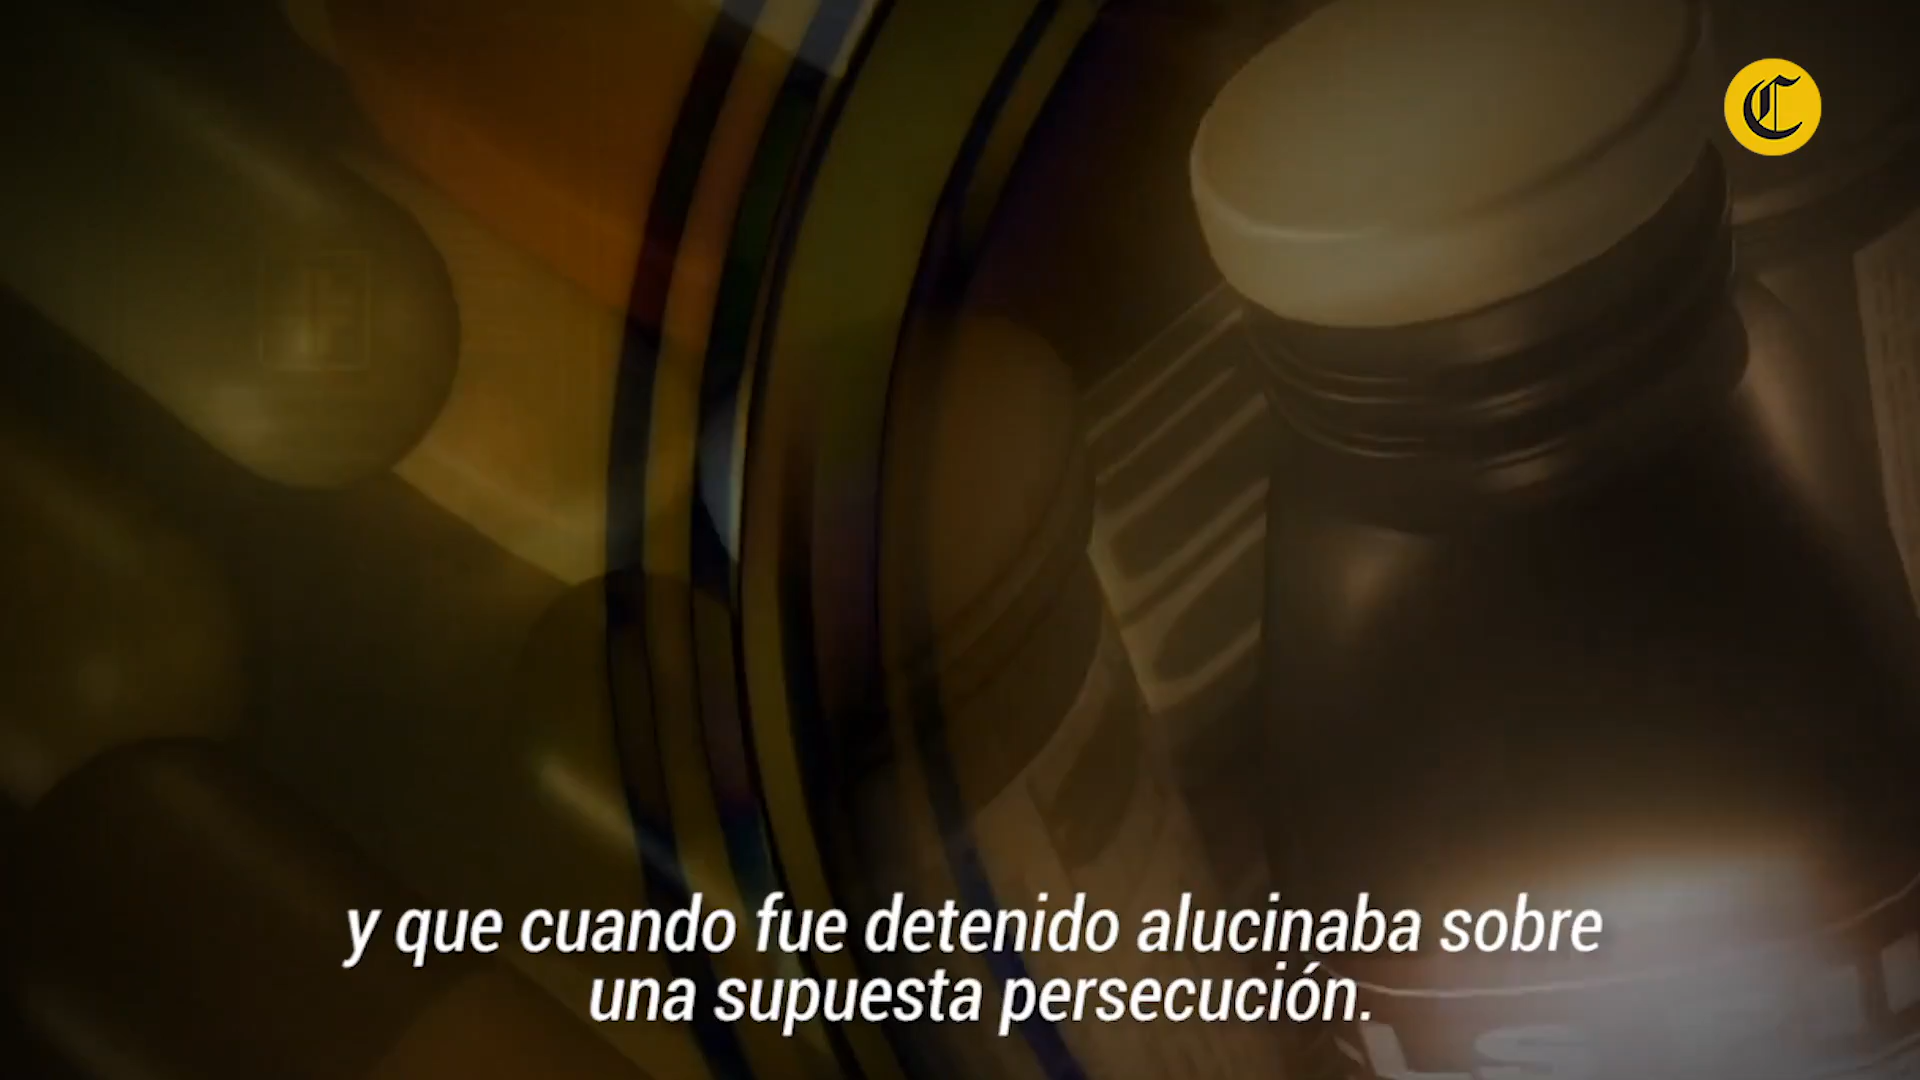 C
y que cuando fue detenido alucinaba sobre
una supuesta persecución.